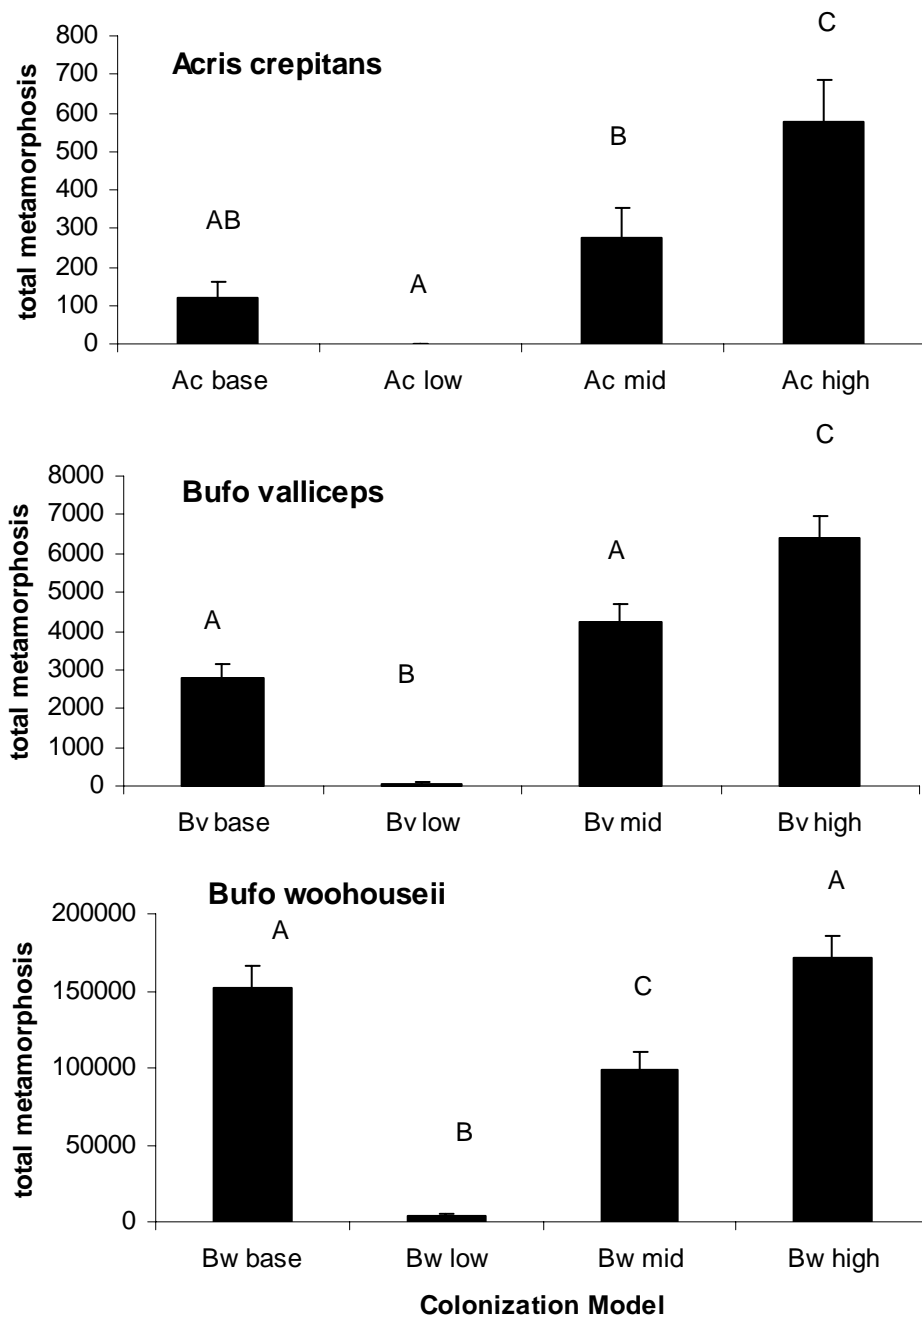 C
800
Acris crepitans
700
600
B
500
400
AB
300
A
200
100
0
total metamorphosis
Ac base Ac low Ac mid Ac high
C
8000
Bufo valliceps
7000
6000
A
5000
A
4000
B
3000
2000
1000
0
total metamorphosis
Bv base Bv low Bv mid Bv high
Bufo woohouseii
A
200000
A
150000
C
100000
B
50000
0
total metamorphosis
Bw base Bw low Bw mid Bw high
Colonization Model